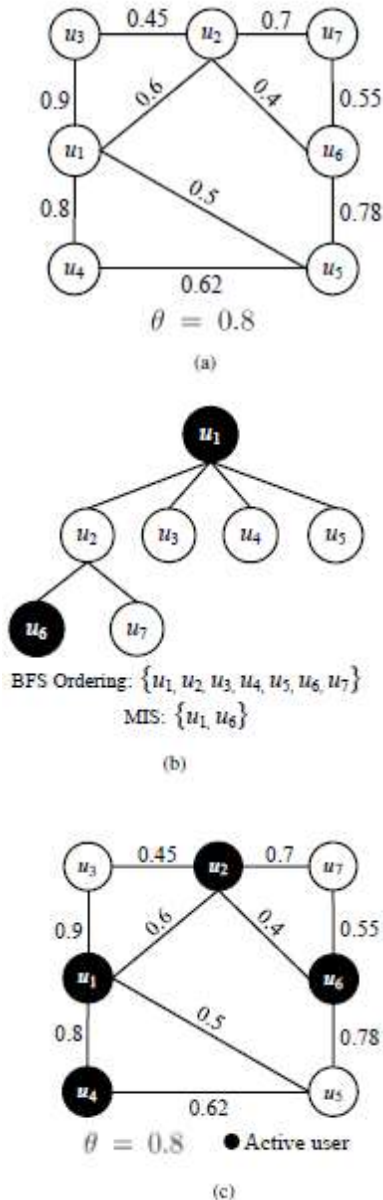 u3 0.45 u2 0.7 u7
0.9 0.6 0.4 0.55
u1 u6
0.8 0.5 0.78
u4 0.62 u5
θ = 0.8
(a)
u1
u2 u3 u4 u5
u6 u7
BFS Ordering: {u1, u2, u3, u4, u5, u6, u7}
MIS: {u1, u6}
(b)
u3 0.45 u2 0.7 u7
0.9 0.6 0.4 0.55
u1 u6
0.8 0.5 0.78
u4 0.62 u5
θ = 0.8 Active user
(c)